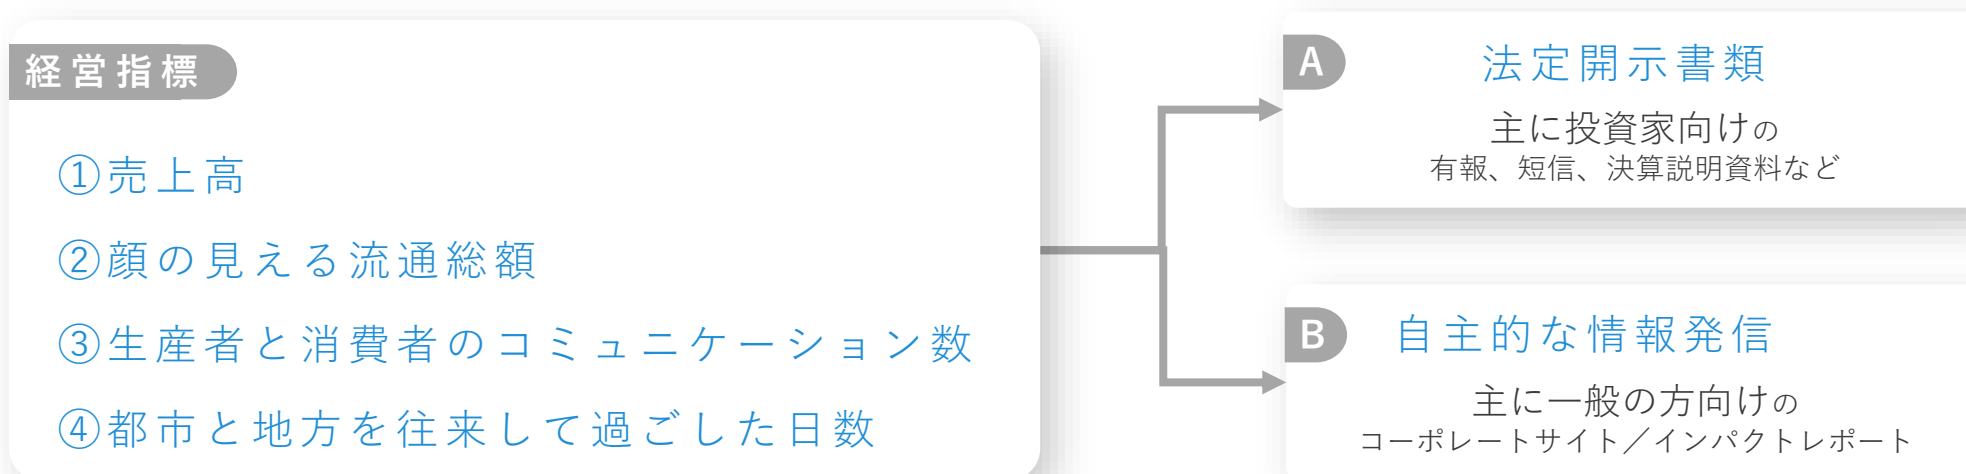 経営指標
①売上高
②顔の見える流通総額
③生産者と消費者のコミュニケーション数
④都市と地方を往来して過ごした日数
A
法定開示書類
主に投資家向けの
有報、短信、決算説明資料など
B
自主的な情報発信
主に一般の方向けの
コーポレートサイト／インパクトレポート